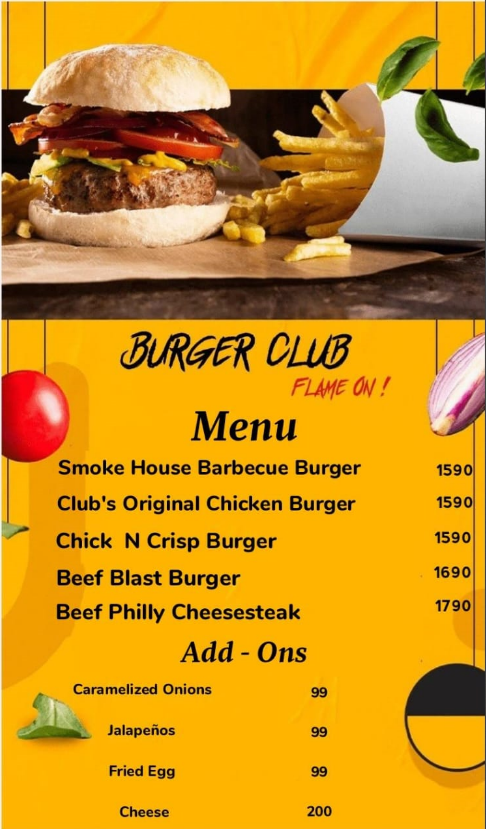 BURGER CLUB
FLAME ON !
Menu
Smoke House Barbecue Burger 1590
Club's Original Chicken Burger 1590
Chick N Crisp Burger 1590
Beef Blast Burger 1690
Beef Philly Cheesesteak 1790
Add - Ons
Caramelized Onions 99
Jalapeños 99
Fried Egg 99
Cheese 200